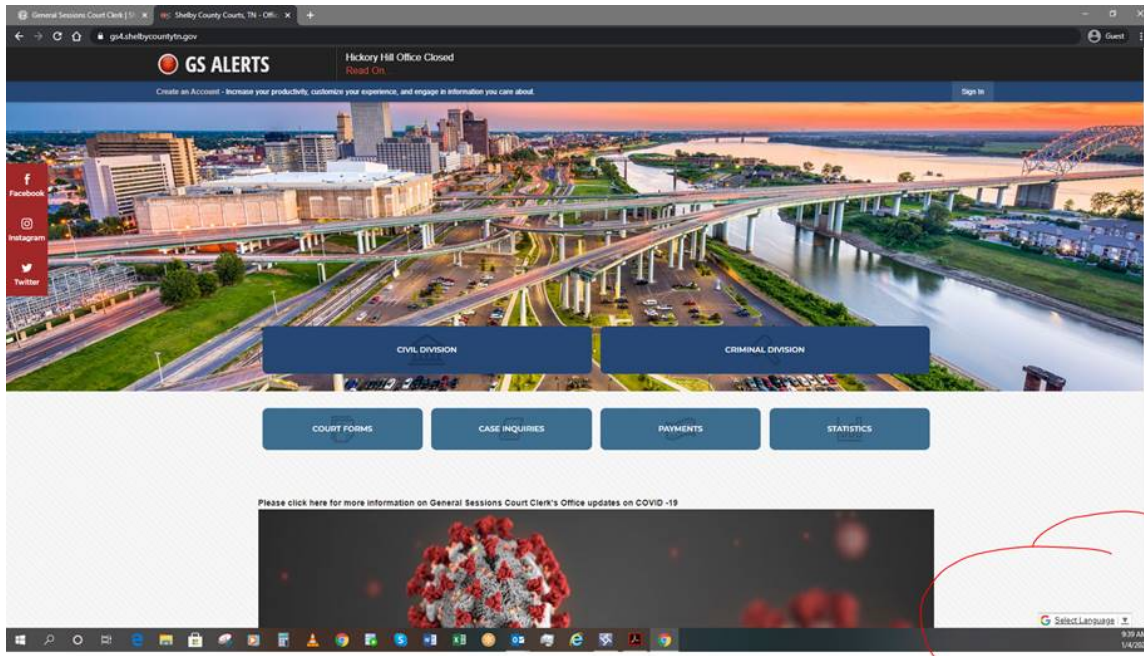 General Sessions Court Clerk | Sh
Shelby County Courts, TN - Offic
gs4.shelbycountytn.gov
Guest
GS ALERTS
Hickory Hill Office Closed
Read On...
Create an Account - Increase your productivity, customize your experience, and engage in information you care about.
Sign In
Facebook
Instagram
Twitter
CIVIL DIVISION
CRIMINAL DIVISION
COURT FORMS
CASE INQUIRIES
PAYMENTS
STATISTICS
Please click here for more information on General Sessions Court Clerk's Office updates on COVID -19
G Select Language
9:39 AM
1/4/202